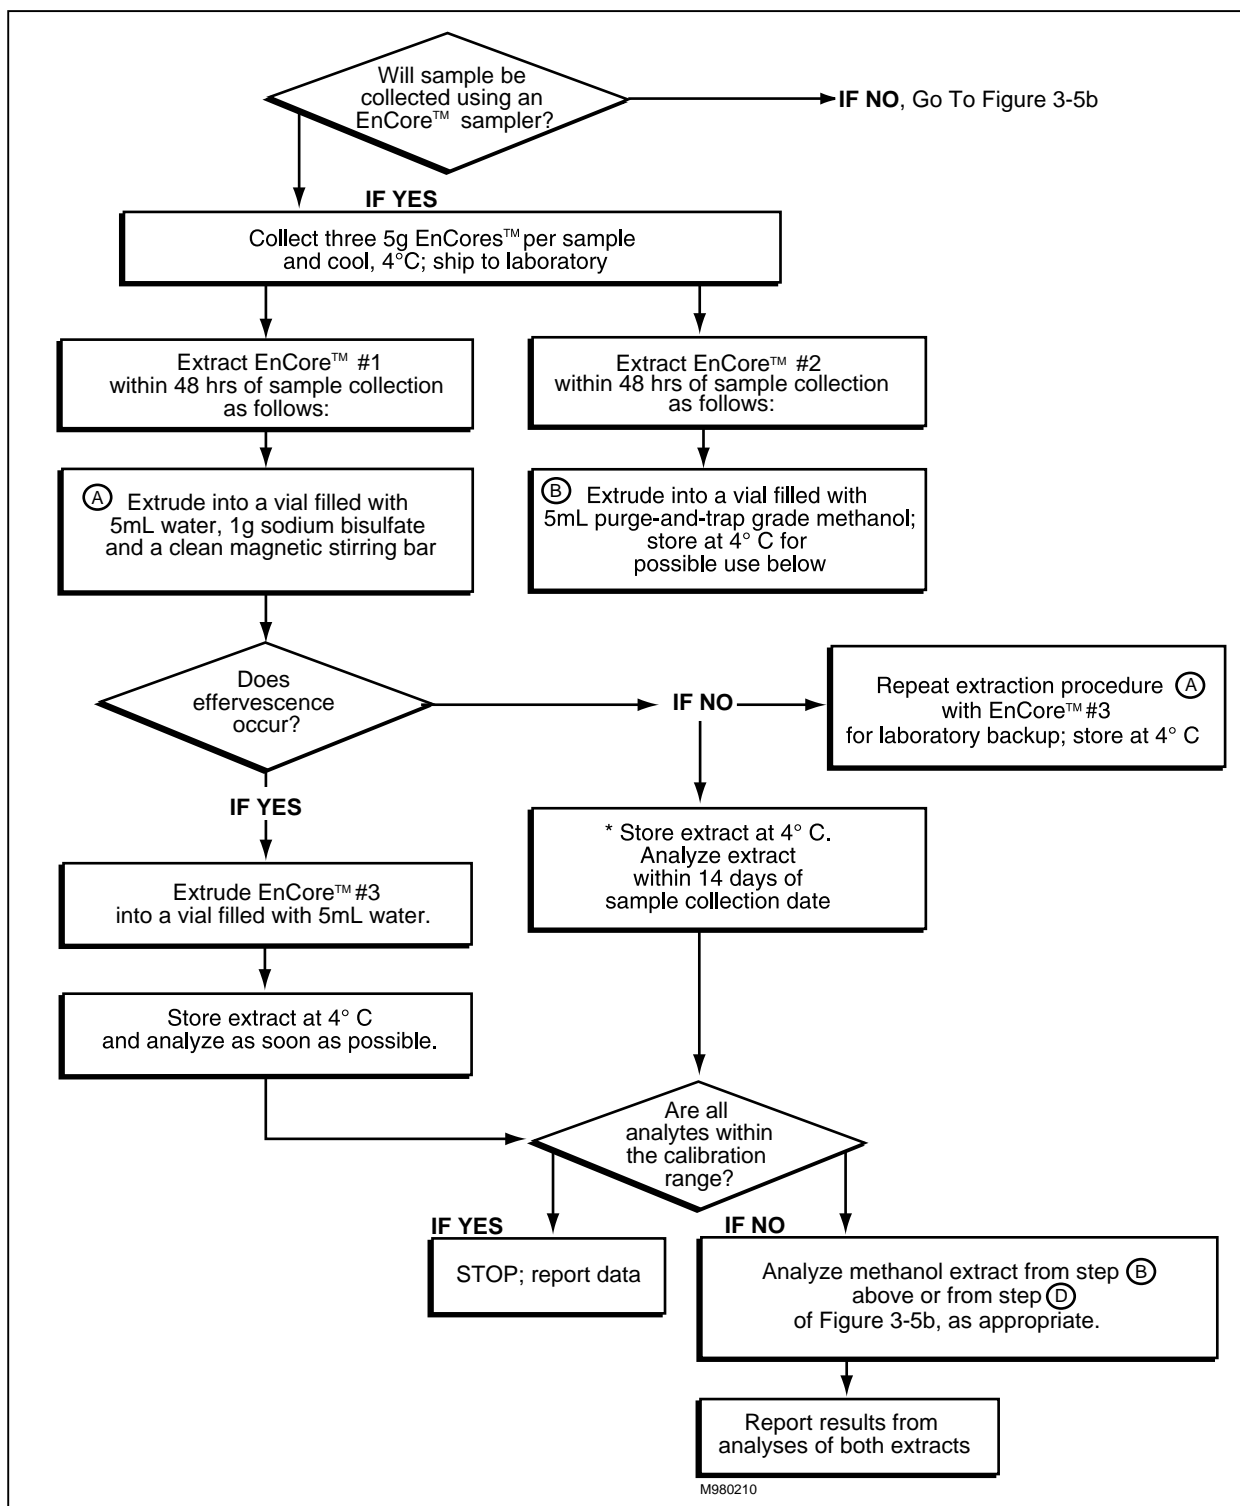 Will sample be
collected using an
EnCore™ sampler?
IF NO, Go To Figure 3-5b
IF YES
Collect three 5g EnCores™ per sample
and cool, 4°C; ship to laboratory
Extract EnCore™ #1
within 48 hrs of sample collection
as follows:
Extract EnCore™ #2
within 48 hrs of sample collection
as follows:
A Extrude into a vial filled with
5mL water, 1g sodium bisulfate
and a clean magnetic stirring bar
B Extrude into a vial filled with
5mL purge-and-trap grade methanol;
store at 4° C for
possible use below
Does
effervescence
occur?
IF NO
Repeat extraction procedure A
with EnCore™ #3
for laboratory backup; store at 4° C
IF YES
* Store extract at 4° C.
Analyze extract
within 14 days of
sample collection date
Extrude EnCore™ #3
into a vial filled with 5mL water.
Store extract at 4° C
and analyze as soon as possible.
Are all
analytes within
the calibration
range?
IF YES
IF NO
STOP; report data
Analyze methanol extract from step B
above or from step D
of Figure 3-5b, as appropriate.
Report results from
analyses of both extracts
M980210